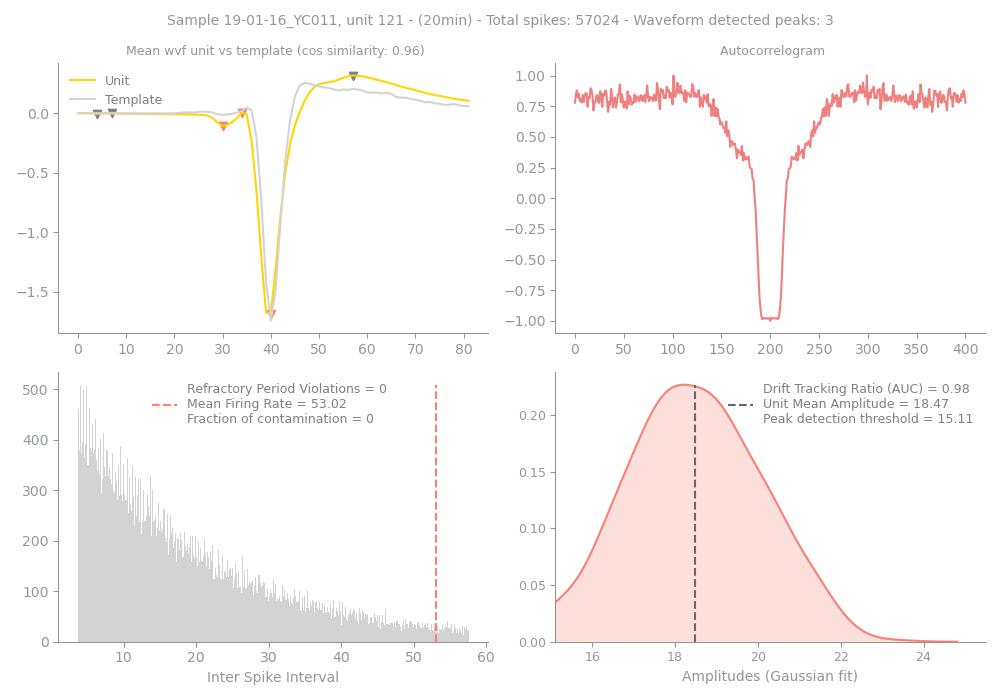 Sample 19-01-16_YC011, unit 121 - (20min) - Total spikes: 57024 - Waveform detected peaks: 3
Mean wvf unit vs template (cos similarity: 0.96)
Unit
Template
0.0
−0.5
−1.0
−1.5
0 10 20 30 40 50 60 70 80
Autocorrelogram
1.00
0.75
0.50
0.25
0.00
−0.25
−0.50
−0.75
−1.00
0 50 100 150 200 250 300 350 400
Refractory Period Violations = 0
Mean Firing Rate = 53.02
Fraction of contamination = 0
500
400
300
200
100
0
10 20 30 40 50 60
Inter Spike Interval
Drift Tracking Ratio (AUC) = 0.98
Unit Mean Amplitude = 18.47
Peak detection threshold = 15.11
0.20
0.15
0.10
0.05
0.00
16 18 20 22 24
Amplitudes (Gaussian fit)